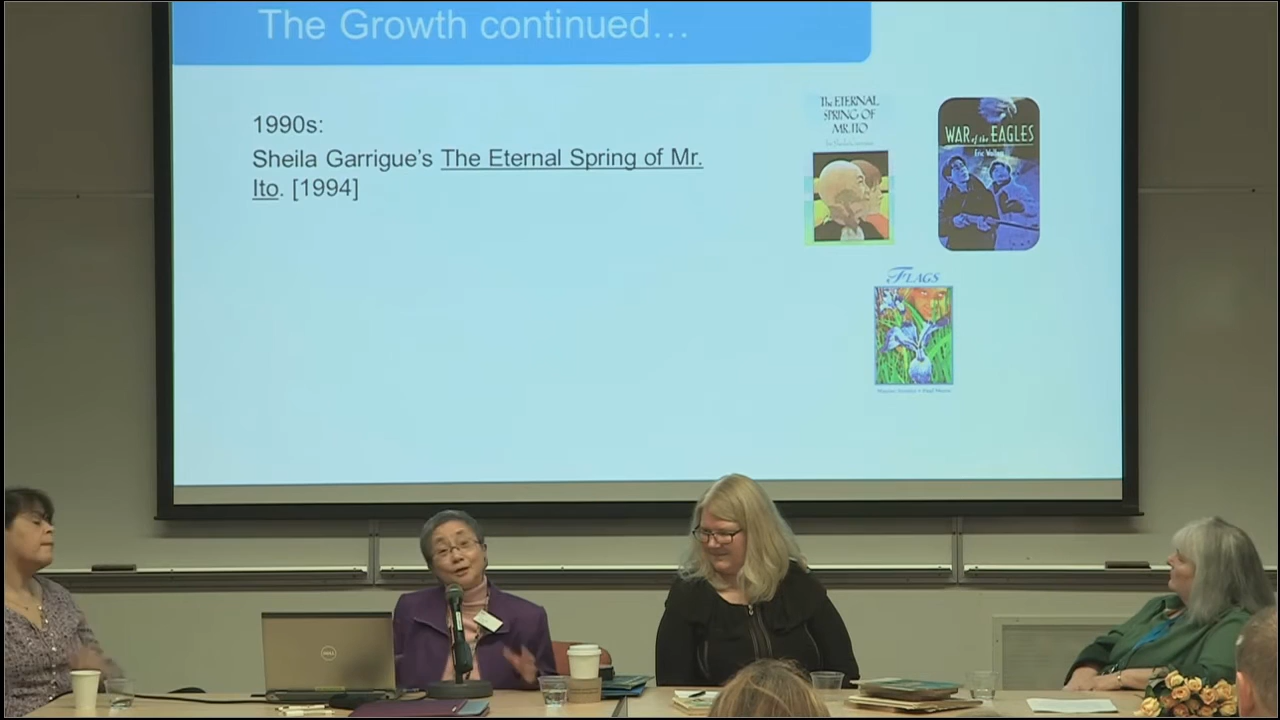 The Growth continued…
1990s:
Sheila Garrigue's The Eternal Spring of Mr.
Ito. [1994]
The ETERNAL
SPRING OF
MR. ITO
WAR of the EAGLES
Eric Walters
FLAGS
DELL